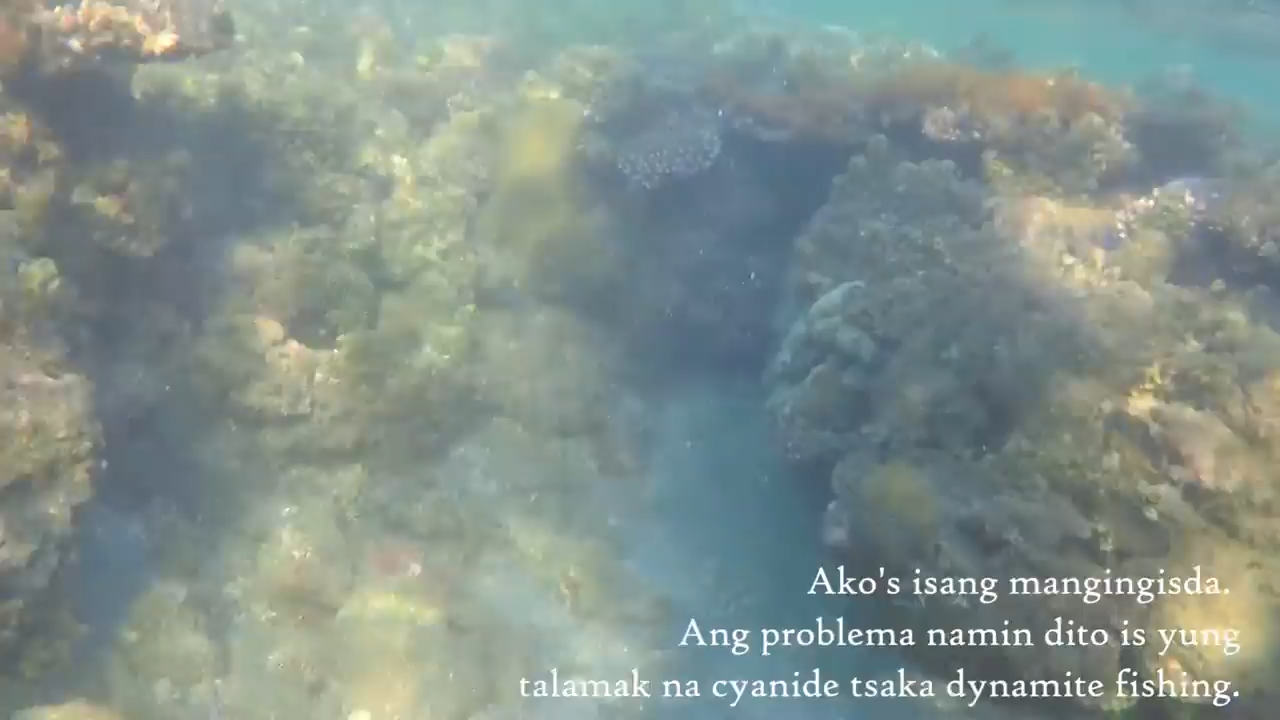 Ako's isang mangingisda.
Ang problema namin dito is yung
talamak na cyanide tsaka dynamite fishing.